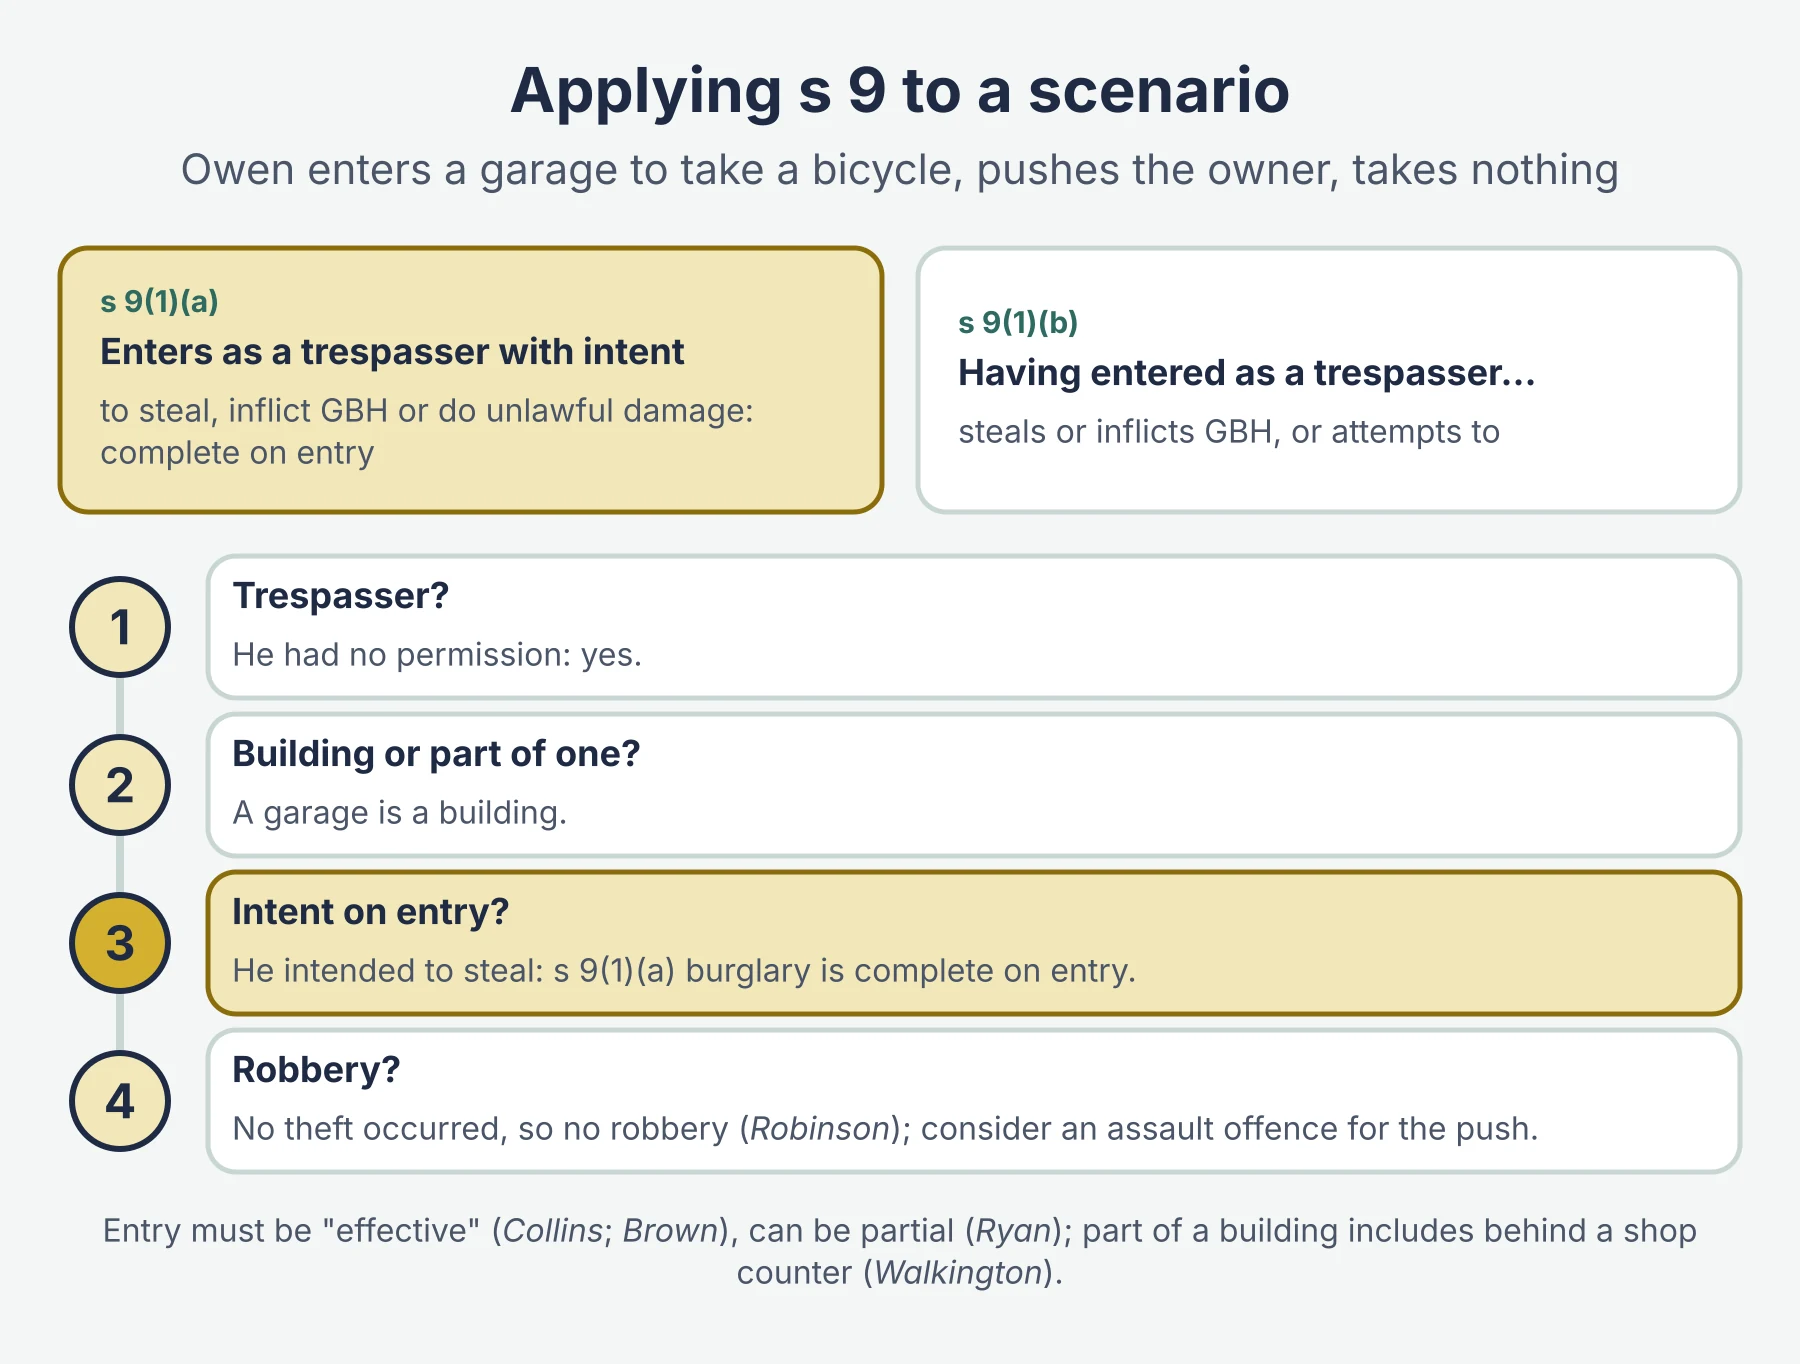 Applying s 9 to a scenario
Owen enters a garage to take a bicycle, pushes the owner, takes nothing
s 9(1)(a)
Enters as a trespasser with intent
to steal, inflict GBH or do unlawful damage:
complete on entry
s 9(1)(b)
Having entered as a trespasser...
steals or inflicts GBH, or attempts to
1
Trespasser?
He had no permission: yes.
2
Building or part of one?
A garage is a building.
3
Intent on entry?
He intended to steal: s 9(1)(a) burglary is complete on entry.
4
Robbery?
No theft occurred, so no robbery (Robinson); consider an assault offence for the push.
Entry must be "effective" (Collins; Brown), can be partial (Ryan); part of a building includes behind a shop
counter (Walkington).